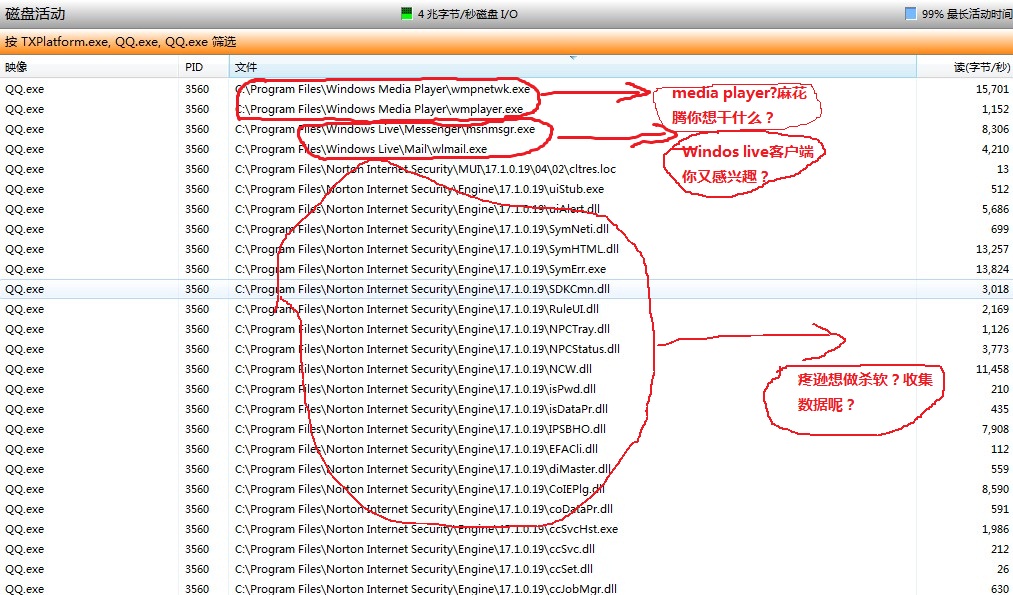 磁盘活动 4 兆字节/秒磁盘 I/O 99% 最长活动时间
按 TXPlatform.exe, QQ.exe, QQ.exe 筛选
映像 PID 文件 读(字节/秒)
QQ.exe 3560 C:\Program Files\Windows Media Player\wmpnetwk.exe 15,701
media player?麻花
QQ.exe 3560 C:\Program Files\Windows Media Player\wmplayer.exe 1,152
腾你想干什么？
QQ.exe 3560 C:\Program Files\Windows Live\Messenger\msnmsgr.exe 8,306
QQ.exe 3560 C:\Program Files\Windows Live\Mail\wlmail.exe 4,210
Windos live客户端
QQ.exe 3560 C:\Program Files\Norton Internet Security\MUI\17.1.0.19\04\02\cltres.loc 13
你又感兴趣？
QQ.exe 3560 C:\Program Files\Norton Internet Security\Engine\17.1.0.19\uiStub.exe 512
QQ.exe 3560 C:\Program Files\Norton Internet Security\Engine\17.1.0.19\uiAlert.dll 5,686
QQ.exe 3560 C:\Program Files\Norton Internet Security\Engine\17.1.0.19\SymNeti.dll 699
QQ.exe 3560 C:\Program Files\Norton Internet Security\Engine\17.1.0.19\SymHTML.dll 13,257
QQ.exe 3560 C:\Program Files\Norton Internet Security\Engine\17.1.0.19\SymErr.exe 13,824
QQ.exe 3560 C:\Program Files\Norton Internet Security\Engine\17.1.0.19\SDKCmn.dll 3,018
QQ.exe 3560 C:\Program Files\Norton Internet Security\Engine\17.1.0.19\RuleUI.dll 2,169
QQ.exe 3560 C:\Program Files\Norton Internet Security\Engine\17.1.0.19\NPCTray.dll 1,126
QQ.exe 3560 C:\Program Files\Norton Internet Security\Engine\17.1.0.19\NPCStatus.dll 3,773
QQ.exe 3560 C:\Program Files\Norton Internet Security\Engine\17.1.0.19\NCW.dll 11,458
疼逊想做杀软？收集
QQ.exe 3560 C:\Program Files\Norton Internet Security\Engine\17.1.0.19\isPwd.dll 210
数据呢？
QQ.exe 3560 C:\Program Files\Norton Internet Security\Engine\17.1.0.19\isDataPr.dll 435
QQ.exe 3560 C:\Program Files\Norton Internet Security\Engine\17.1.0.19\IPSBHO.dll 7,908
QQ.exe 3560 C:\Program Files\Norton Internet Security\Engine\17.1.0.19\EFACli.dll 112
QQ.exe 3560 C:\Program Files\Norton Internet Security\Engine\17.1.0.19\diMaster.dll 559
QQ.exe 3560 C:\Program Files\Norton Internet Security\Engine\17.1.0.19\CoIEPlg.dll 8,590
QQ.exe 3560 C:\Program Files\Norton Internet Security\Engine\17.1.0.19\coDataPr.dll 591
QQ.exe 3560 C:\Program Files\Norton Internet Security\Engine\17.1.0.19\ccSvcHst.exe 1,986
QQ.exe 3560 C:\Program Files\Norton Internet Security\Engine\17.1.0.19\ccSvc.dll 212
QQ.exe 3560 C:\Program Files\Norton Internet Security\Engine\17.1.0.19\ccSet.dll 26
QQ.exe 3560 C:\Program Files\Norton Internet Security\Engine\17.1.0.19\ccJobMgr.dll 630